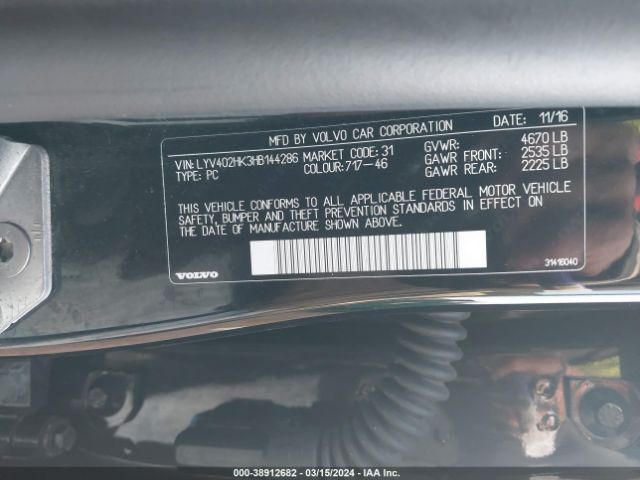 MFD BY VOLVO CAR CORPORATION DATE: 11/16
VIN: LYV402HK3HB144286 MARKET CODE: 31 GVWR: 4670 LB
TYPE: PC COLOUR: 717-46 GAWR FRONT: 2535 LB
GAWR REAR: 2225 LB
THIS VEHICLE CONFORMS TO ALL APPLICABLE FEDERAL MOTOR VEHICLE
SAFETY, BUMPER AND THEFT PREVENTION STANDARDS IN EFFECT ON
THE DATE OF MANUFACTURE SHOWN ABOVE.
VOLVO 31416040
000-38912682 - 03/15/2024 - IAA Inc.